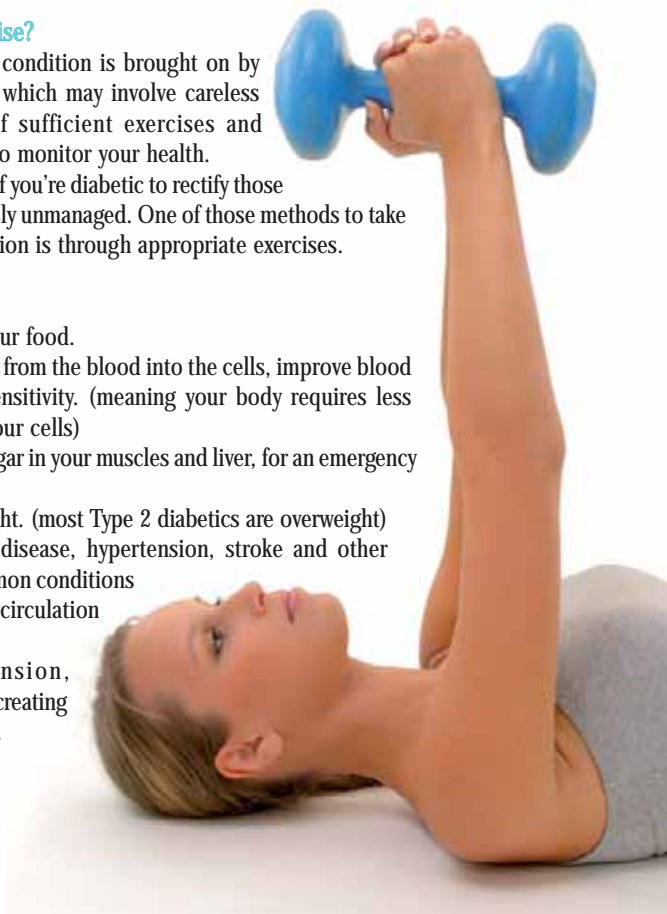 ise?
condition is brought on by
which may involve careless
f sufficient exercises and
o monitor your health.
f you're diabetic to rectify those
ly unmanaged. One of those methods to take
ion is through appropriate exercises.
ur food.
from the blood into the cells, improve blood
ensitivity. (meaning your body requires less
our cells)
gar in your muscles and liver, for an emergency
ht. (most Type 2 diabetics are overweight)
disease, hypertension, stroke and other
mon conditions
circulation
nsion,
creating
.